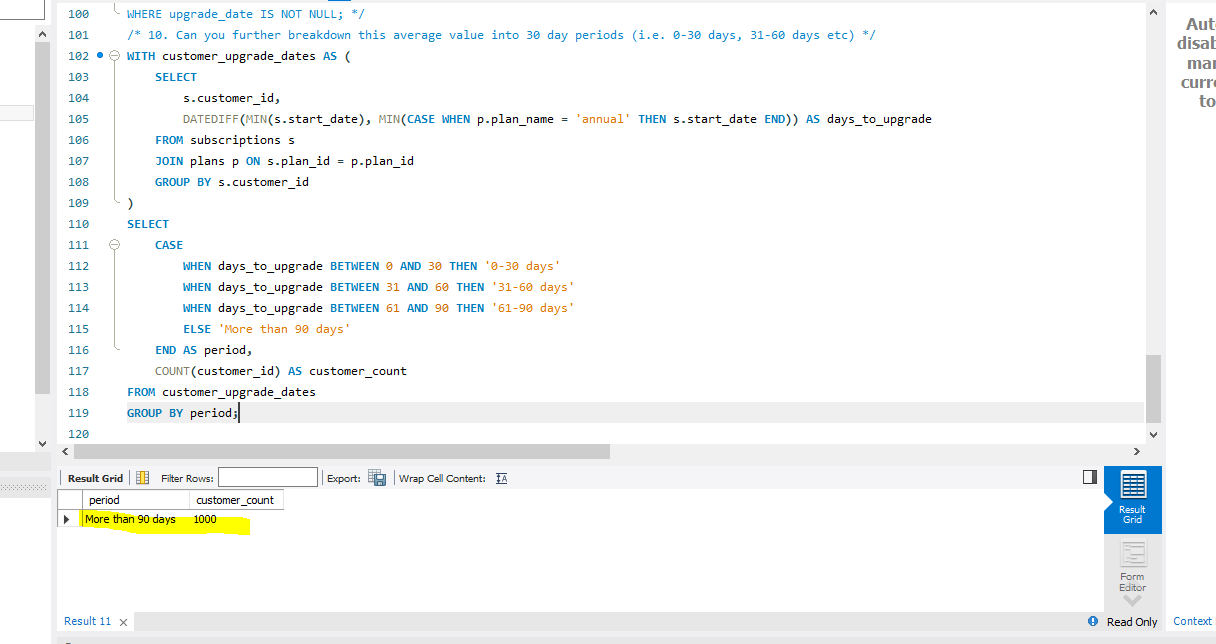 100 WHERE upgrade_date IS NOT NULL; */
101 /* 10. Can you further breakdown this average value into 30 day periods (i.e. 0-30 days, 31-60 days etc) */
102 WITH customer_upgrade_dates AS (
103 SELECT
104 s.customer_id,
105 DATEDIFF(MIN(s.start_date), MIN(CASE WHEN p.plan_name = 'annual' THEN s.start_date END)) AS days_to_upgrade
106 FROM subscriptions s
107 JOIN plans p ON s.plan_id = p.plan_id
108 GROUP BY s.customer_id
109 )
110 SELECT
111 CASE
112 WHEN days_to_upgrade BETWEEN 0 AND 30 THEN '0-30 days'
113 WHEN days_to_upgrade BETWEEN 31 AND 60 THEN '31-60 days'
114 WHEN days_to_upgrade BETWEEN 61 AND 90 THEN '61-90 days'
115 ELSE 'More than 90 days'
116 END AS period,
117 COUNT(customer_id) AS customer_count
118 FROM customer_upgrade_dates
119 GROUP BY period;
120
Aut
disab
mar
curre
to
Result Grid Filter Rows: Export: Wrap Cell Content:
period customer_count
More than 90 days 1000
Result
Grid
Form
Editor
Result 11 Read Only Context